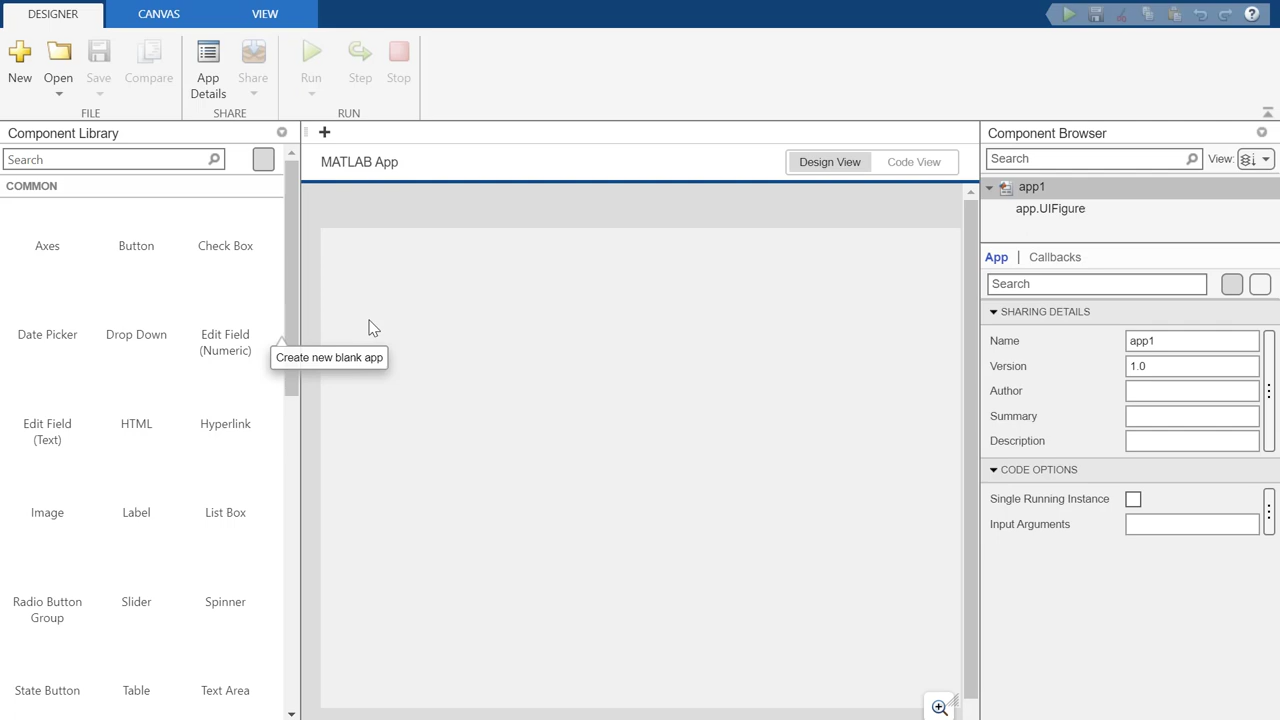 DESIGNER CANVAS VIEW
New Open Save Compare App Details Share Run Step Stop
FILE SHARE RUN
Component Library
Search
COMMON
Axes Button Check Box
Date Picker Drop Down Edit Field (Numeric)
Create new blank app
Edit Field (Text) HTML Hyperlink
Image Label List Box
Radio Button Group Slider Spinner
State Button Table Text Area
MATLAB App
Design View Code View
Component Browser
Search View:
app1
app.UIFigure
App | Callbacks
Search
SHARING DETAILS
Name app1
Version 1.0
Author
Summary
Description
CODE OPTIONS
Single Running Instance
Input Arguments